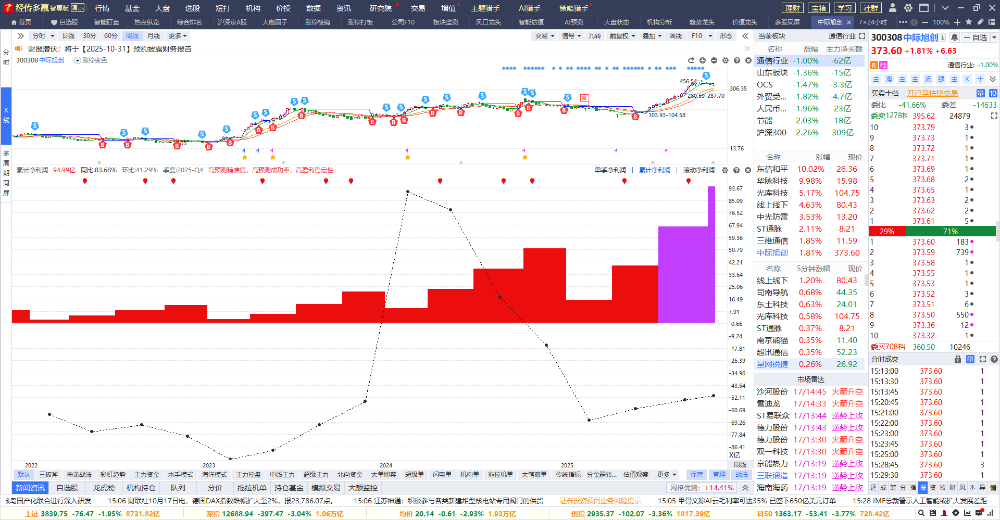 经传多赢 智尊版 演示 行情 基金 大盘 选股 短打 机构 价投 数据 资讯 研究院 交易 增值 主题猎手 AI猎手 策略猎手 理财 宝箱 学习 社群
首页 自选股 智能盯盘 热点纵览 综合排名 沪深京A股 大咖圈子 涨停棱镜 涨停打板 公司F10 板块监测 风口龙头 智能估值 AI预测 大盘状态 机构分析 趋势龙头 价值龙头 多股同屏 中际旭创 × 7×24小时 100%
分时 日线 30分 60分 周线 月线 更多 交易 信号 九转 前复权 叠加 画线 F10 形态
财报潜伏：将于【2025-10-31】预约披露财务报告
300308 中际旭创 涨停变色
分时
K线
多周期同屏
456.54
280.59-287.70
103.93-104.58
自
306.35
13.76
累计净利润 94.99亿 同比:83.68% 环比:41.29% 季度:2025-Q4 高预测精准度，高预测成功率，高盈利稳定性 单季净利润 | 累计净利润 | 滚动净利润
93.67
85.09
76.52
67.94
59.36
50.79
42.21
33.64
25.06
16.49
7.91
-0.66
-9.24
-17.81
-26.39
-34.96
-43.54
-52.11
-60.69
-69.26
-77.84
-86.41
X亿
2022 2023 2024 2025 周线
默认 三板斧 神龙战法 彩虹趋势 主力资金 水手模式 海洋模式 主力控盘 中线主力 超级主力 北向资金 大单博弈 超级单 闪电单 机构单 拖拉机单 大笔撤单 传统指标 分金弱转... 估值观察 更多 保存 管理 战法
新闻资讯 自选股 龙虎榜 机构持仓 队列 分价 拖拉机单 持仓基金 模拟交易 大额监控 网格优测: +14.41%
当前板块 通信行业
名称 涨幅 主力净买额
通信行业 -1.00% -62亿
山东板块 -1.36% -15亿
OCS -1.47% -3.3亿
外贸受... -1.82% -4.7亿
人民币... -1.96% -23亿
节能 -2.03% -18亿
沪深300 -2.26% -309亿
名称 涨幅 现价
东信和平 10.02% 26.36
华脉科技 9.98% 15.98
光库科技 5.17% 104.75
线上线下 4.63% 80.43
中光防雷 3.53% 13.20
ST通脉 2.11% 8.21
三维通信 1.85% 11.59
中际旭创 1.81% 373.60
名称 5分钟涨幅 现价
线上线下 1.20% 80.43
司南导航 0.68% 44.35
东土科技 0.63% 24.01
光库科技 0.58% 104.75
ST通脉 0.37% 8.21
南京熊猫 0.35% 11.40
超讯通信 0.35% 52.23
星网锐捷 0.26% 26.92
市场雷达
沙河股份 17/14:45 火箭升空
雪迪龙 17/14:33 火箭升空
ST易联众 17/13:44 逆势上攻
德力股份 17/13:43 逆势上攻
德力股份 17/13:30 火箭升空
双一科技 17/13:30 火箭升空
京能热力 17/13:19 逆势上攻
三联锻造 17/13:19 逆势上攻
海南海药 17/13:19 逆势上攻
300308 中际旭创 自选
373.60 +1.81% +6.63
R 陆 通信行业: -1.00%
主 海 主 主 流 强 主 K 十
买卖十档 开户享快捷交易 量 10
委比 -41.66% 委差 -14633
委卖1278档 395.62 24879
10 373.79 3
9 373.73 1
8 373.72 1
7 373.71 1
6 373.69 1
5 373.68 2
4 373.65 1
3 373.63 2
2 373.62 2
1 373.61 5
29% 71%
1 373.60 183
2 373.59 739
3 373.58 1
4 373.55 1
5 373.53 1
6 373.52 3
7 373.51 6
8 373.50 550
9 373.36 12
10 373.32 1
委买708档 360.50 10246
分时成交
15:13:00 373.60 1
15:13:30 373.60 1
15:13:45 373.60 1
15:20:45 373.60 1
15:21:00 373.60 1
15:22:00 373.60 1
15:23:00 373.60 1
15:23:45 373.60 1
15:25:00 373.60 1
15:28:45 373.60 3
15:29:30 373.60 1
还 成 筹 分 指 报 资 技 财 风 本 异 情
核岛国产化联合进行深入研发 15:06 财联社10月17日电，德国DAX指数跌幅扩大至2%，报23,786.07点。 15:06 江苏神通：积极参与各类新建堆型核电站专用阀门的供货 证券投资顾问业务风险提示 15:05 甲骨文称AI云毛利率可达35% 已签下650亿美元订单 15:28 IMF总裁警示人工智能或扩大发展差距
上证 3839.75 -76.47 -1.95% 8731.82亿 深指 12688.94 -397.47 -3.04% 1.06万亿 均价 20.14 -0.61 -2.93% 1.93万亿 创指 2935.37 -102.07 -3.36% 1817.39亿 科50 1363.17 -53.41 -3.77% 728.42亿